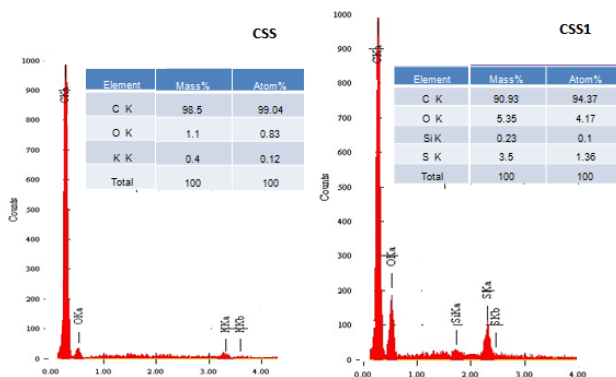 CSS
1000
900
800
700
600
500
400
300
200
100
0
Counts
CKa
OKa
KKa
KKb
0.00
1.0
2.00
3.00
4.0
Element Mass% Atom%
C K 98.5 99.04
O K 1.1 0.83
K K 0.4 0.12
Total 100 100
CSS1
900
800
700
600
500
400
300
200
100
0
Counts
CKa
OKa
SiKa
SKa
SKb
0.00
1.00
2.00
3.00
4.00
Element Mass% Atom%
C K 90.93 94.37
O K 5.35 4.17
Si K 0.23 0.1
S K 3.5 1.36
Total 100 100